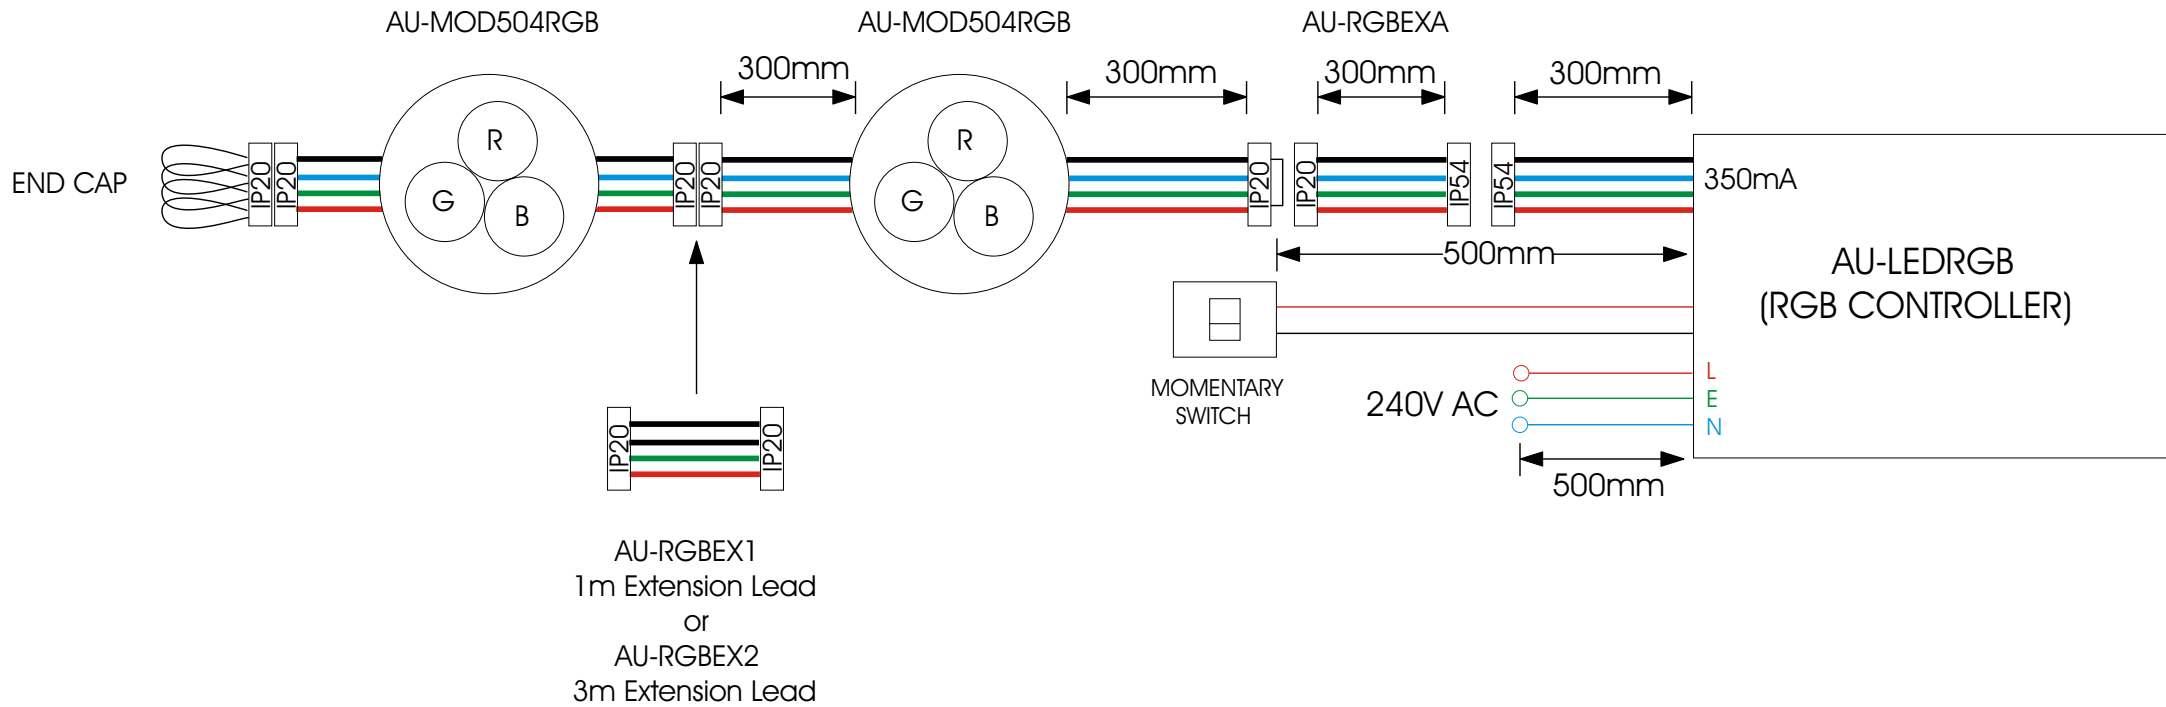 AU-MOD504RGB
AU-MOD504RGB
AU-RGBEXA
300mm
300mm
300mm
300mm
END CAP
IP20
IP20
R
G
B
IP20
IP20
R
G
B
IP20
IP20
IP54
IP54
350mA
500mm
AU-LEDRGB
(RGB CONTROLLER)
MOMENTARY
SWITCH
240V AC
L
E
N
500mm
IP20
IP20
AU-RGBEX1
1m Extension Lead
or
AU-RGBEX2
3m Extension Lead